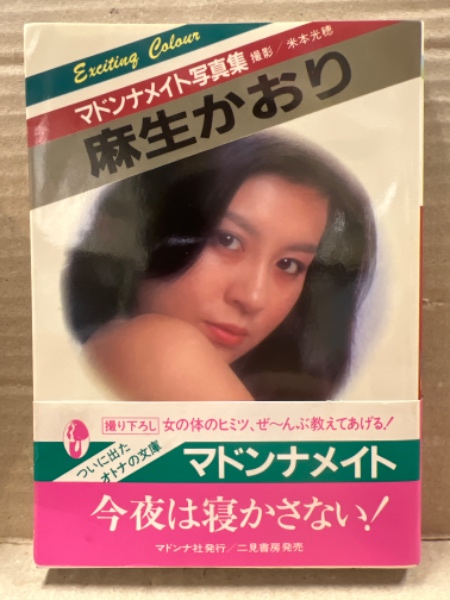 Exciting Colour
マドンナメイト写真集 撮影/米本光穂
麻生かおり
撮り下ろし 女の体のヒミツ、ぜ〜んぶ教えてあげる!
ついに出た
オトナの文庫
マドンナメイト
今夜は寝かさない!
マドンナ社発行/二見書房発売